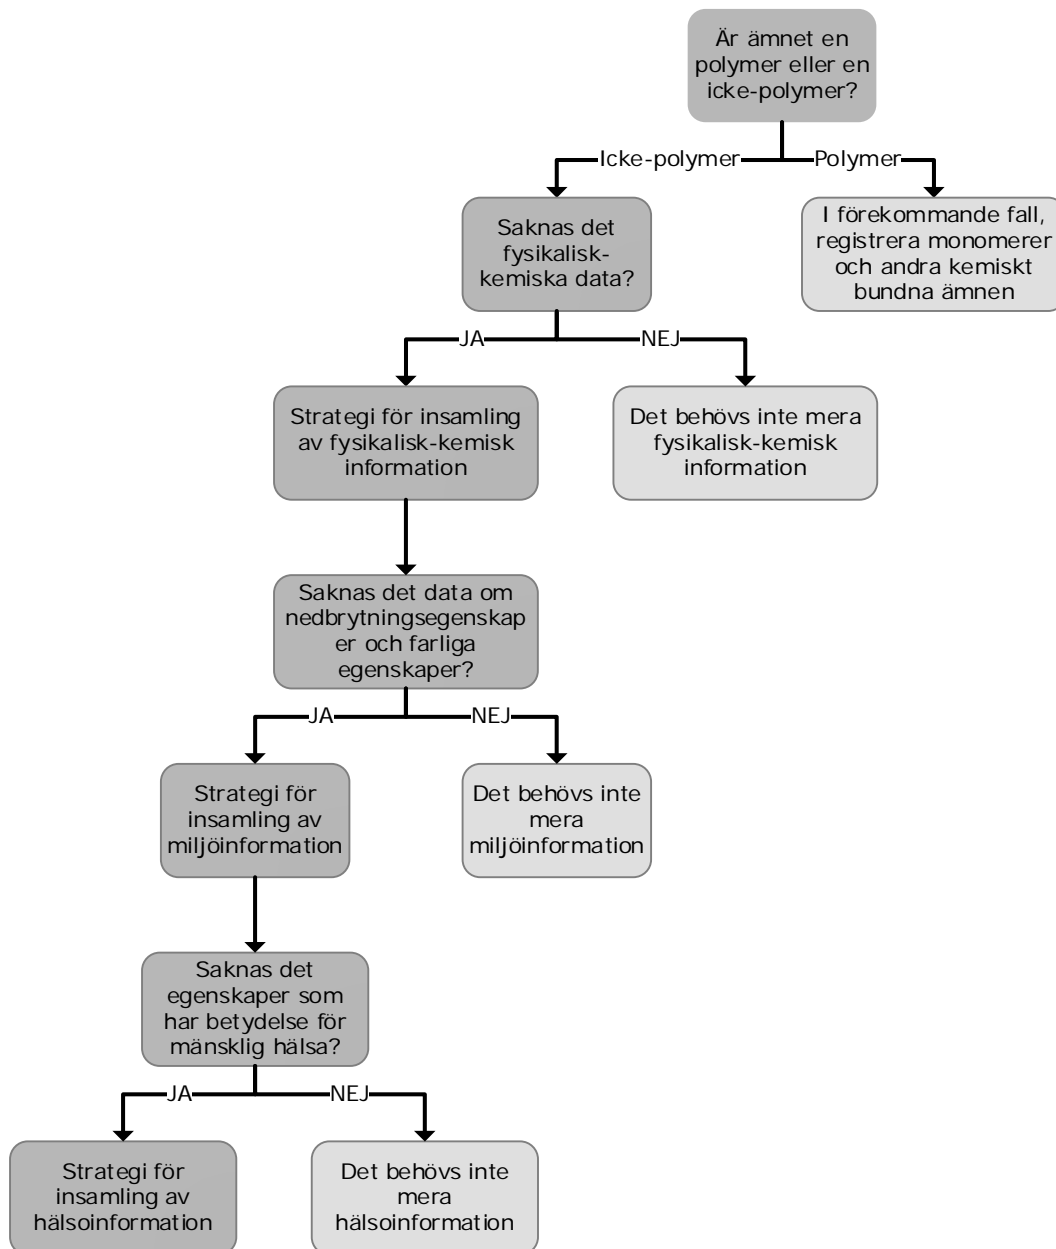 Är ämnet en
polymer eller en
icke-polymer?
Icke-polymer
Polymer
Saknas det
fysikalisk-
kemiska data?
I förekommande fall,
registrera monomerer
och andra kemiskt
bundna ämnen
JA
NEJ
Strategi för insamling
av fysikalisk-kemisk
information
Det behövs inte mera
fysikalisk-kemisk
information
Saknas det data om
nedbrytningsegenskap
er och farliga
egenskaper?
JA
NEJ
Strategi för
insamling av
miljöinformation
Det behövs inte
mera
miljöinformation
Saknas det
egenskaper som
har betydelse för
mänsklig hälsa?
JA
NEJ
Strategi för
insamling av
hälsoinformation
Det behövs inte
mera
hälsoinformation